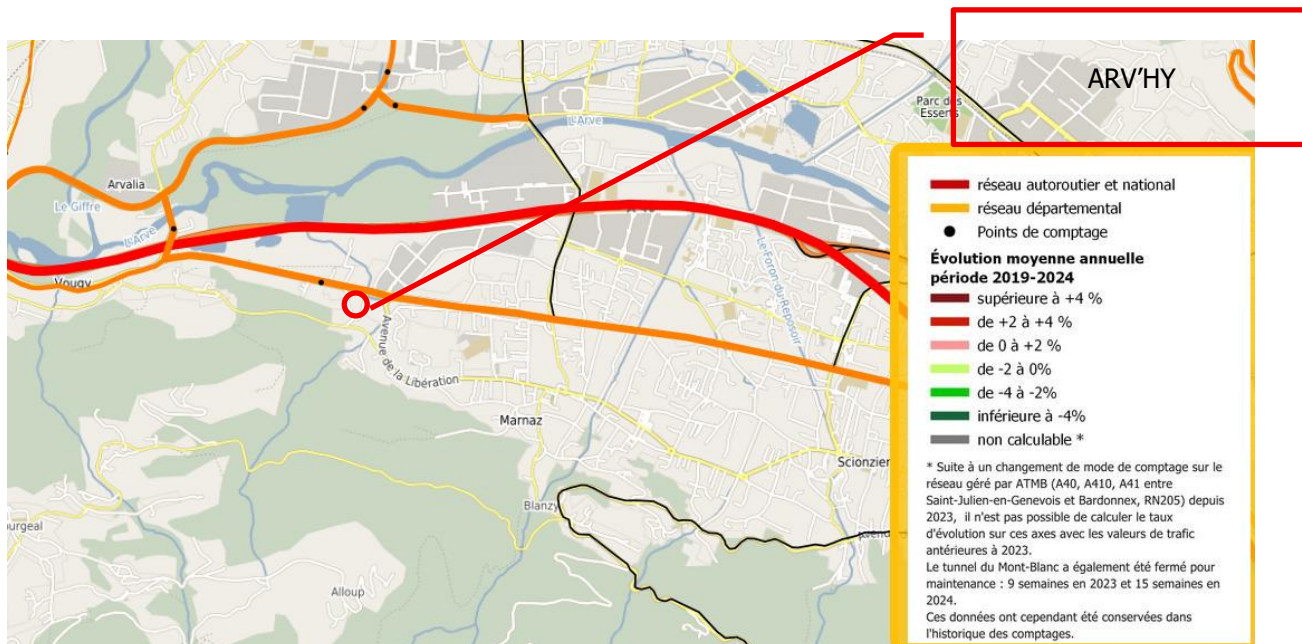 ARV'HY
Parc des
Esserts
L'Arve
Arvalia
Le Giffre
L'Arve
Vougy
Le-Foron-du-Reposoir
Avenue de la Libération
Marnaz
Scionzier
Blanzy
Alloup
réseau autoroutier et national
réseau départemental
Points de comptage
Évolution moyenne annuelle
période 2019-2024
supérieure à +4 %
de +2 à +4 %
de 0 à +2 %
de -2 à 0%
de -4 à -2%
inférieure à -4%
non calculable *
* Suite à un changement de mode de comptage sur le
réseau géré par ATMB (A40, A410, A41 entre
Saint-Julien-en-Genevois et Bardonnex, RN205) depuis
2023, il n'est pas possible de calculer le taux
d'évolution sur ces axes avec les valeurs de trafic
antérieures à 2023.
Le tunnel du Mont-Blanc a également été fermé pour
maintenance : 9 semaines en 2023 et 15 semaines en
2024.
Ces données ont cependant été conservées dans
l'historique des comptages.